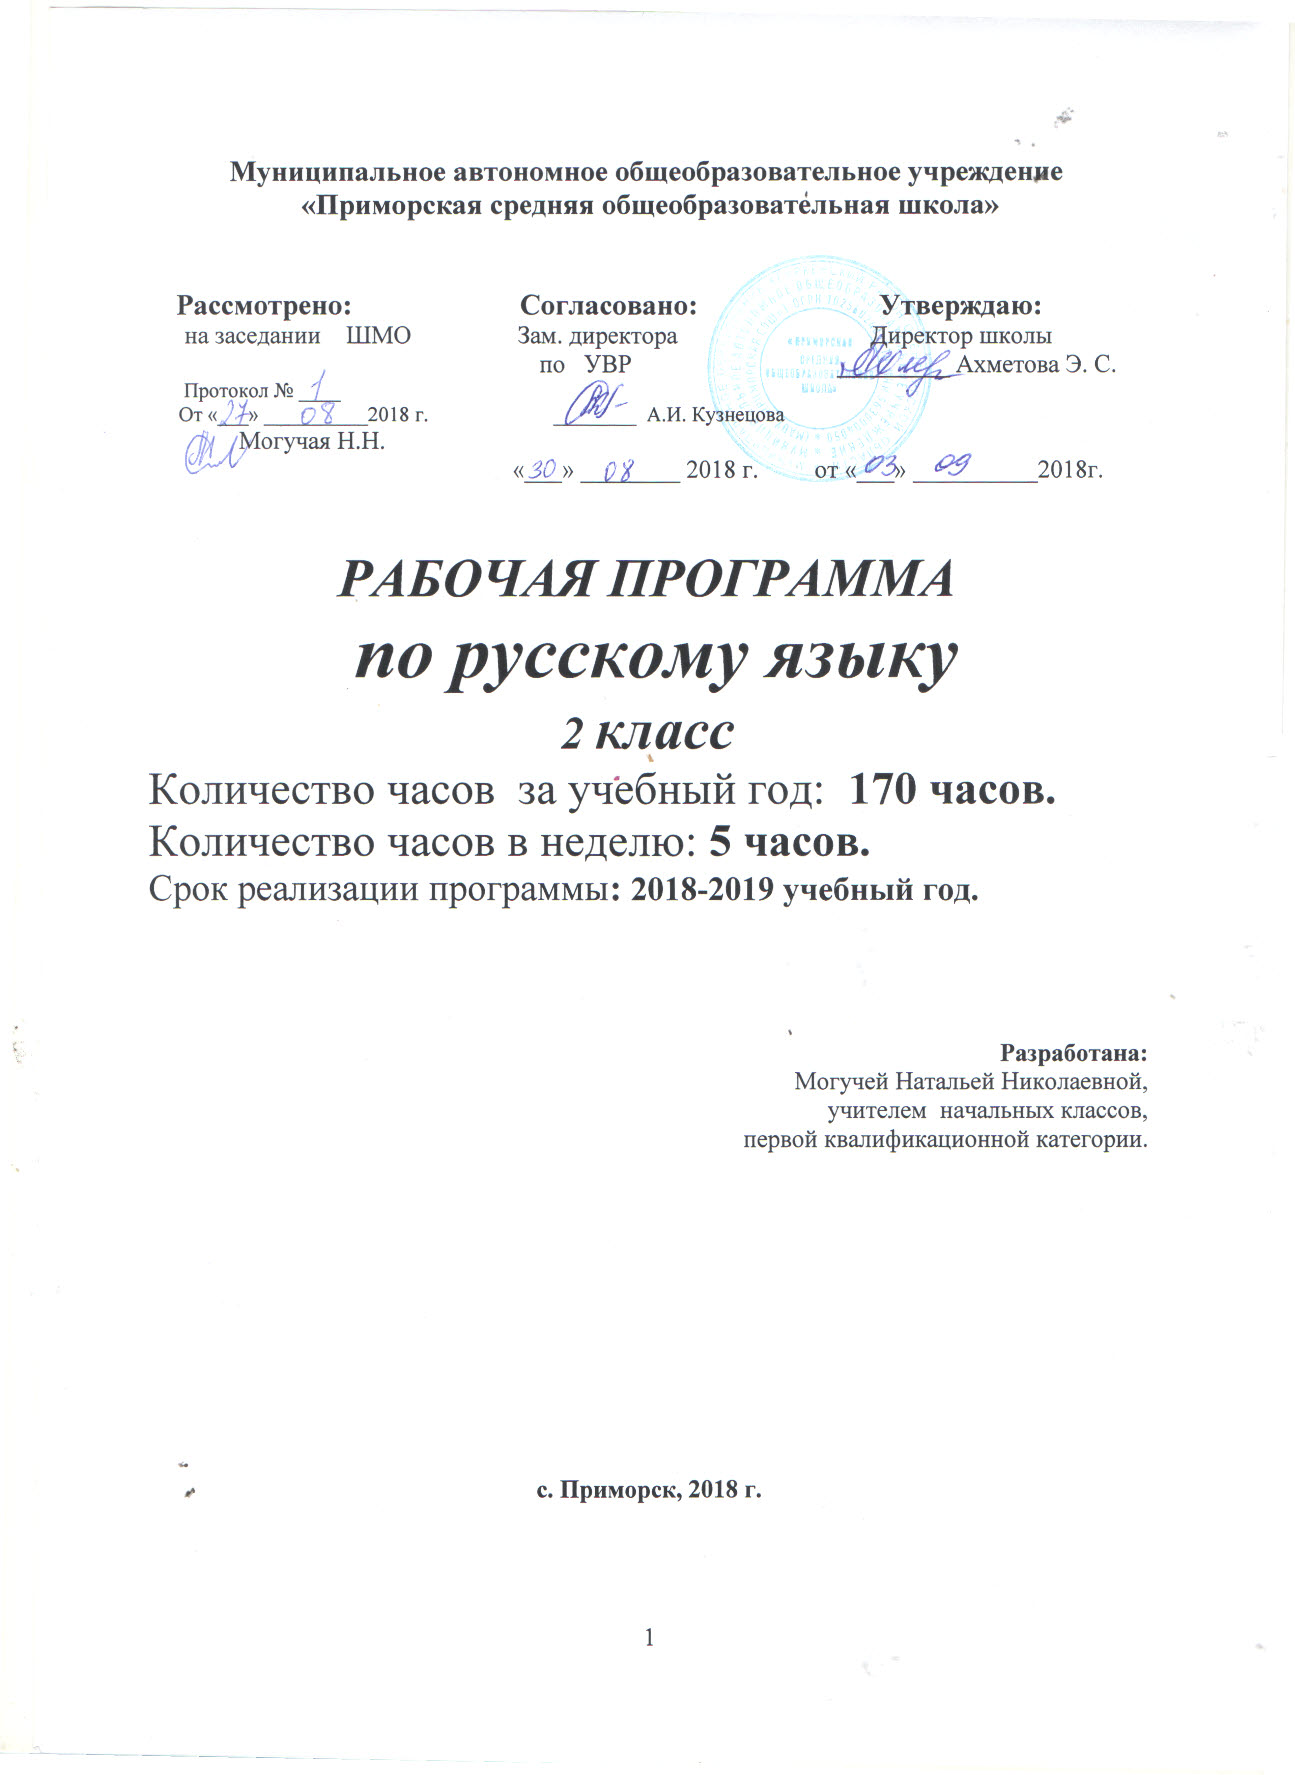 Муниципальное автономное общеобразовательное учреждение
«Приморская средняя общеобразовательная школа»
Рассмотрено: Согласовано: Утверждаю:
на заседании ШМО Зам. директора Директор школы
по УВР Ахметова Э. С.
Протокол № 1
От «27» 08 2018 г. А.И. Кузнецова
Могучая Н.Н.
«30» 08 2018 г. от «03» 09 2018г.
«ПРИМОРСКАЯ
СРЕДНЯЯ
ОБЩЕОБРАЗОВАТЕЛЬНАЯ
ШКОЛА»
РАБОЧАЯ ПРОГРАММА
по русскому языку
2 класс
Количество часов за учебный год: 170 часов.
Количество часов в неделю: 5 часов.
Срок реализации программы: 2018-2019 учебный год.
Разработана:
Могучей Натальей Николаевной,
учителем начальных классов,
первой квалификационной категории.
с. Приморск, 2018 г.
1